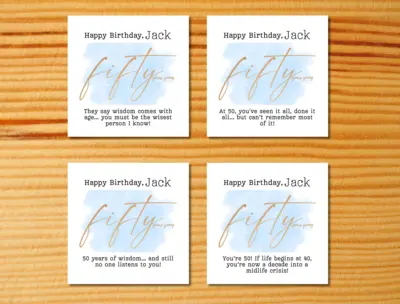 Happy Birthday, Jack
fifty
They say wisdom comes with
age... you must be the wisest
person I know!
Happy Birthday, Jack
fifty
At 50, you've seen it all, done it
all... but can't remember most
of it!
Happy Birthday, Jack
fifty
50 years of wisdom... and still
no one listens to you!
Happy Birthday, Jack
fifty
You're 50! If life begins at 40,
you're now a decade into a
midlife crisis!